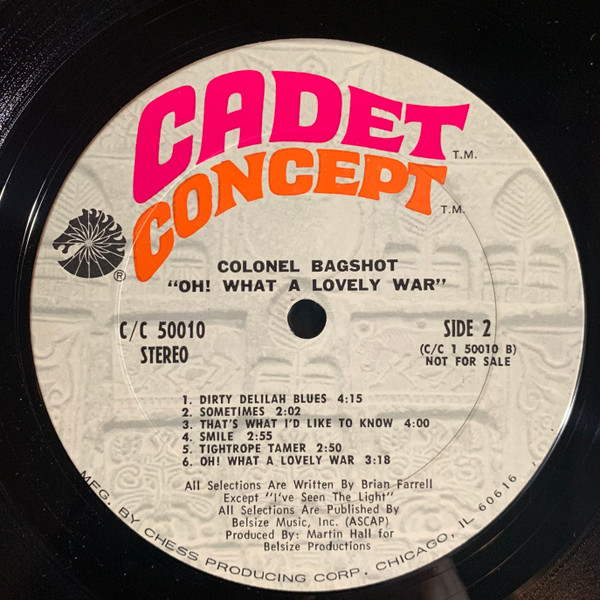 CADET T.M.
CONCEPT T.M.
®
COLONEL BAGSHOT
"OH! WHAT A LOVELY WAR"
C/C 50010
STEREO
SIDE 2
(C/C 1 50010 B)
NOT FOR SALE
1. DIRTY DELILAH BLUES 4:15
2. SOMETIMES 2:02
3. THAT'S WHAT I'D LIKE TO KNOW 4:00
4. SMILE 2:55
5. TIGHTROPE TAMER 2:50
6. OH! WHAT A LOVELY WAR 3:18
All Selections Are Written By Brian Farrell
Except "I've Seen The Light"
All Selections Are Published By
Belsize Music, Inc. (ASCAP)
Produced By: Martin Hall for
Belsize Productions
MFG. BY CHESS PRODUCING CORP., CHICAGO, IL 60616